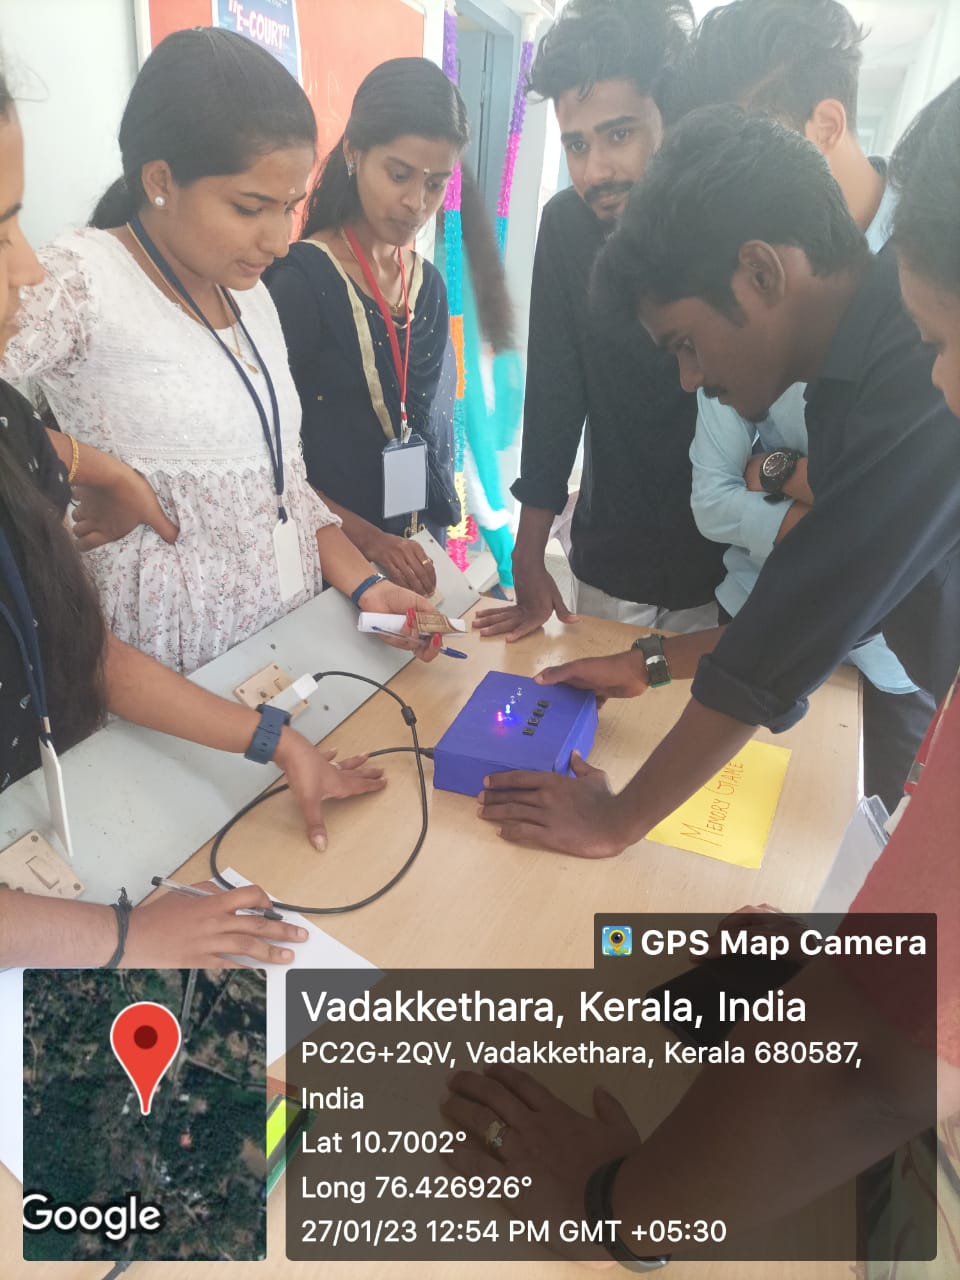 "E-COURT"
MEMORY GAME
GPS Map Camera
Vadakkethara, Kerala, India
PC2G+2QV, Vadakkethara, Kerala 680587,
India
Lat 10.7002°
Long 76.426926°
27/01/23 12:54 PM GMT +05:30
Google